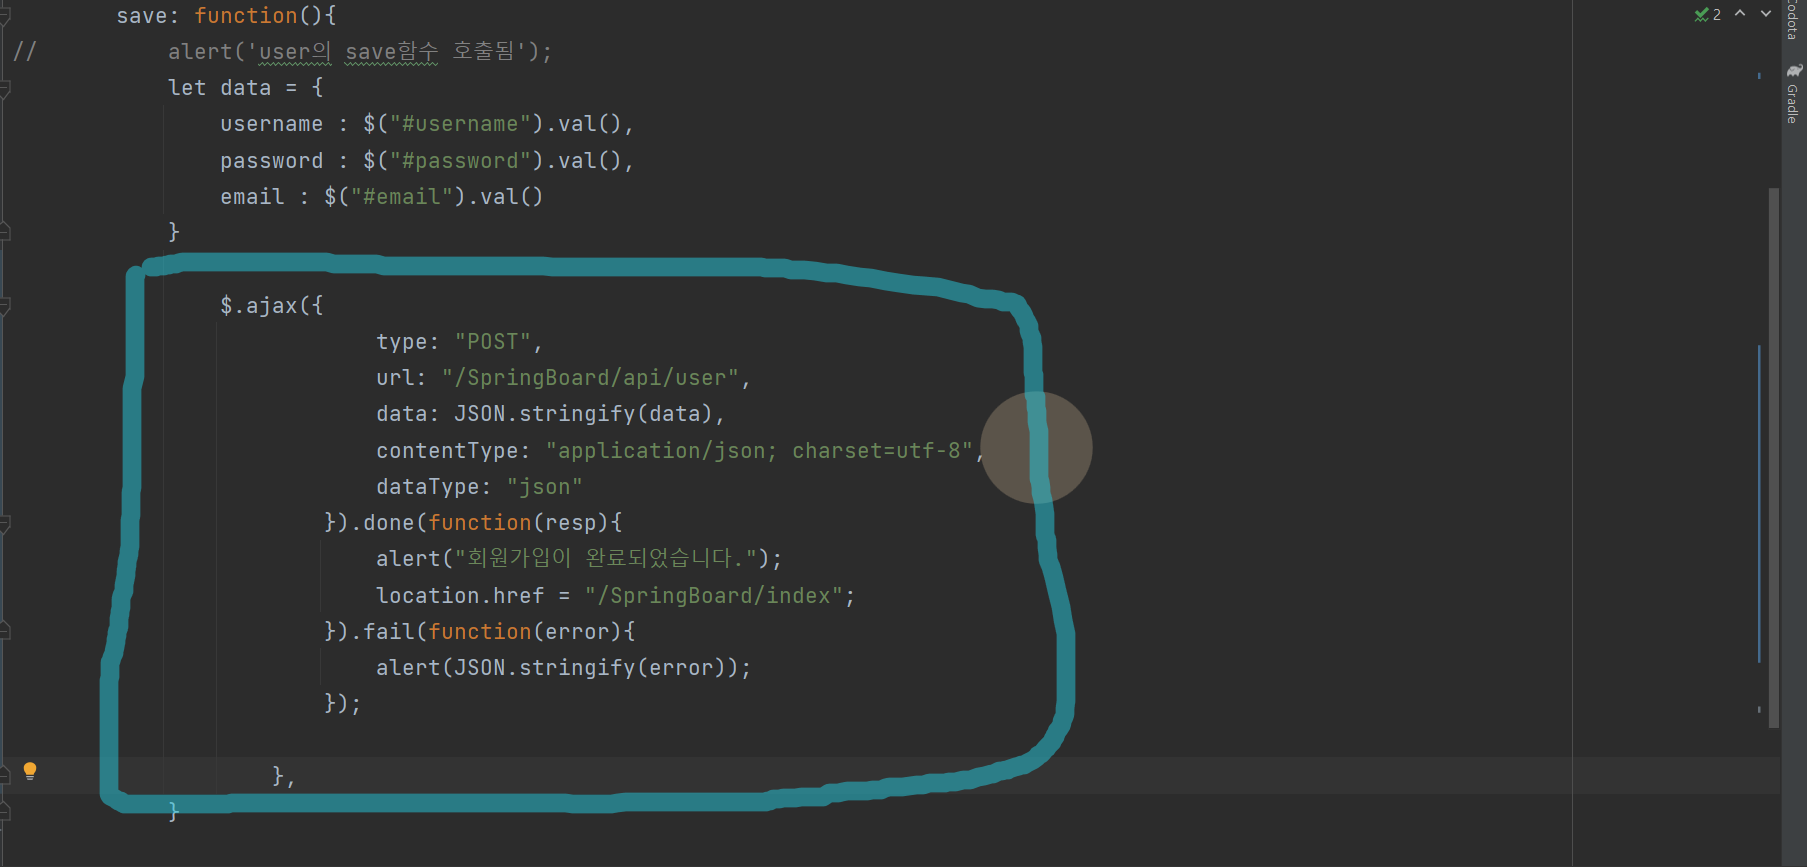 save: function(){
// alert('user의 save함수 호출됨');
let data = {
username : $("#username").val(),
password : $("#password").val(),
email : $("#email").val()
}
$.ajax({
type: "POST",
url: "/SpringBoard/api/user",
data: JSON.stringify(data),
contentType: "application/json; charset=utf-8",
dataType: "json"
}).done(function(resp){
alert("회원가입이 완료되었습니다.");
location.href = "/SpringBoard/index";
}).fail(function(error){
alert(JSON.stringify(error));
});
},
}
2
Codota
Gradle